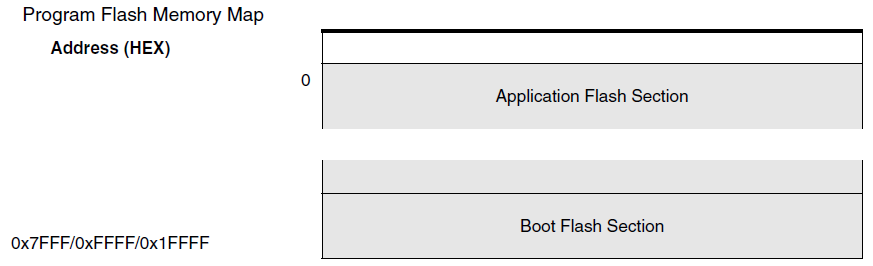 Program Flash Memory Map
Address (HEX)
0
Application Flash Section
Boot Flash Section
0x7FFF/0xFFFF/0x1FFFF